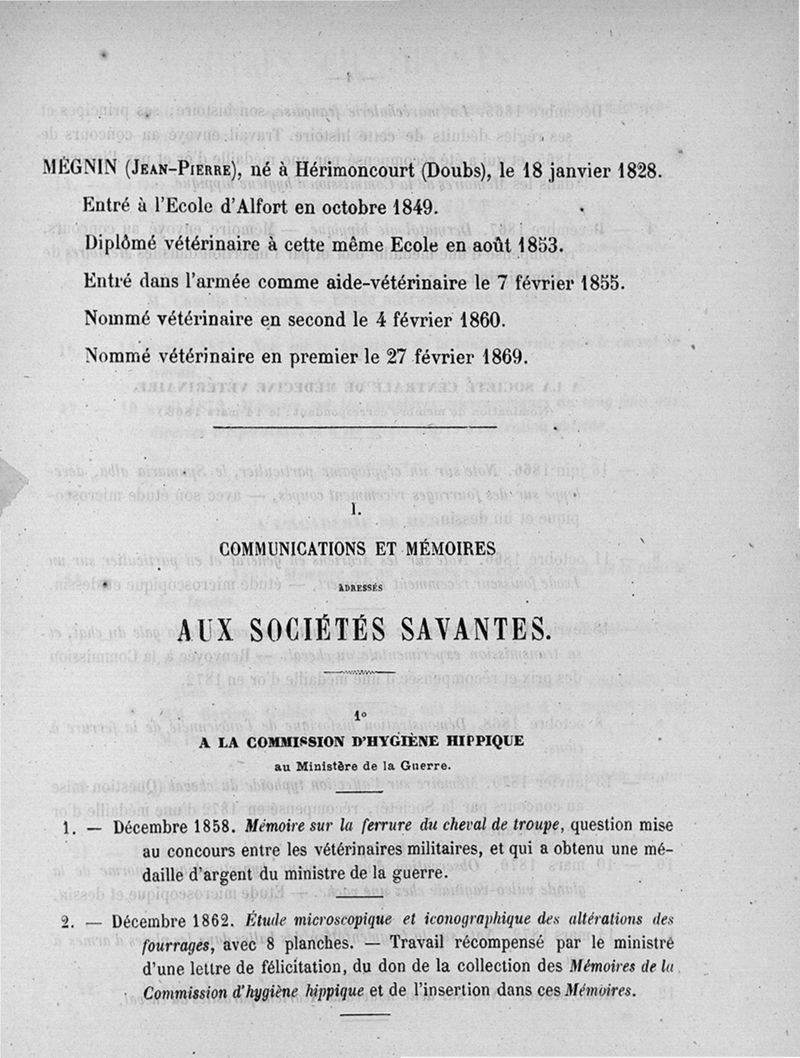 MÉGNIN (Jean-Pierre), né à Hérimoncourt (Doubs), le 18 janvier 1828.
Entré à l'Ecole d'Alfort en octobre 1849.
Diplômé vétérinaire à cette même Ecole en août 1853.
Entré dans l'armée comme aide-vétérinaire le 7 février 1855.
Nommé vétérinaire en second le 4 février 1860.
Nommé vétérinaire en premier le 27 février 1869.
I.
COMMUNICATIONS ET MÉMOIRES
ADRESSÉS
AUX SOCIÉTÉS SAVANTES.
1º
A LA COMMISSION D'HYGIÈNE HIPPIQUE
au Ministère de la Guerre.
1. — Décembre 1858. Mémoire sur la ferrure du cheval de troupe, question mise
au concours entre les vétérinaires militaires, et qui a obtenu une mé-
daille d'argent du ministre de la guerre.
2. — Décembre 1862. Étude microscopique et iconographique des altérations des
fourrages, avec 8 planches. — Travail récompensé par le ministre
d'une lettre de félicitation, du don de la collection des Mémoires de la
Commission d'hygiène hippique et de l'insertion dans ces Mémoires.